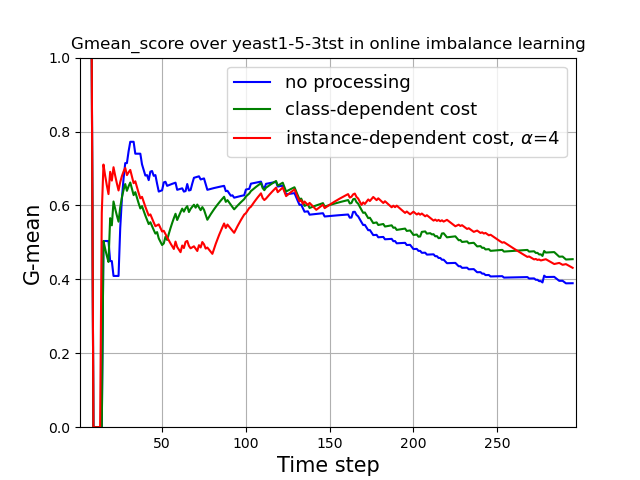 Gmean_score over yeast1-5-3tst in online imbalance learning
no processing
class-dependent cost
instance-dependent cost, α=4
G-mean
1.0
0.8
0.6
0.4
0.2
0.0
50 100 150 200 250
Time step